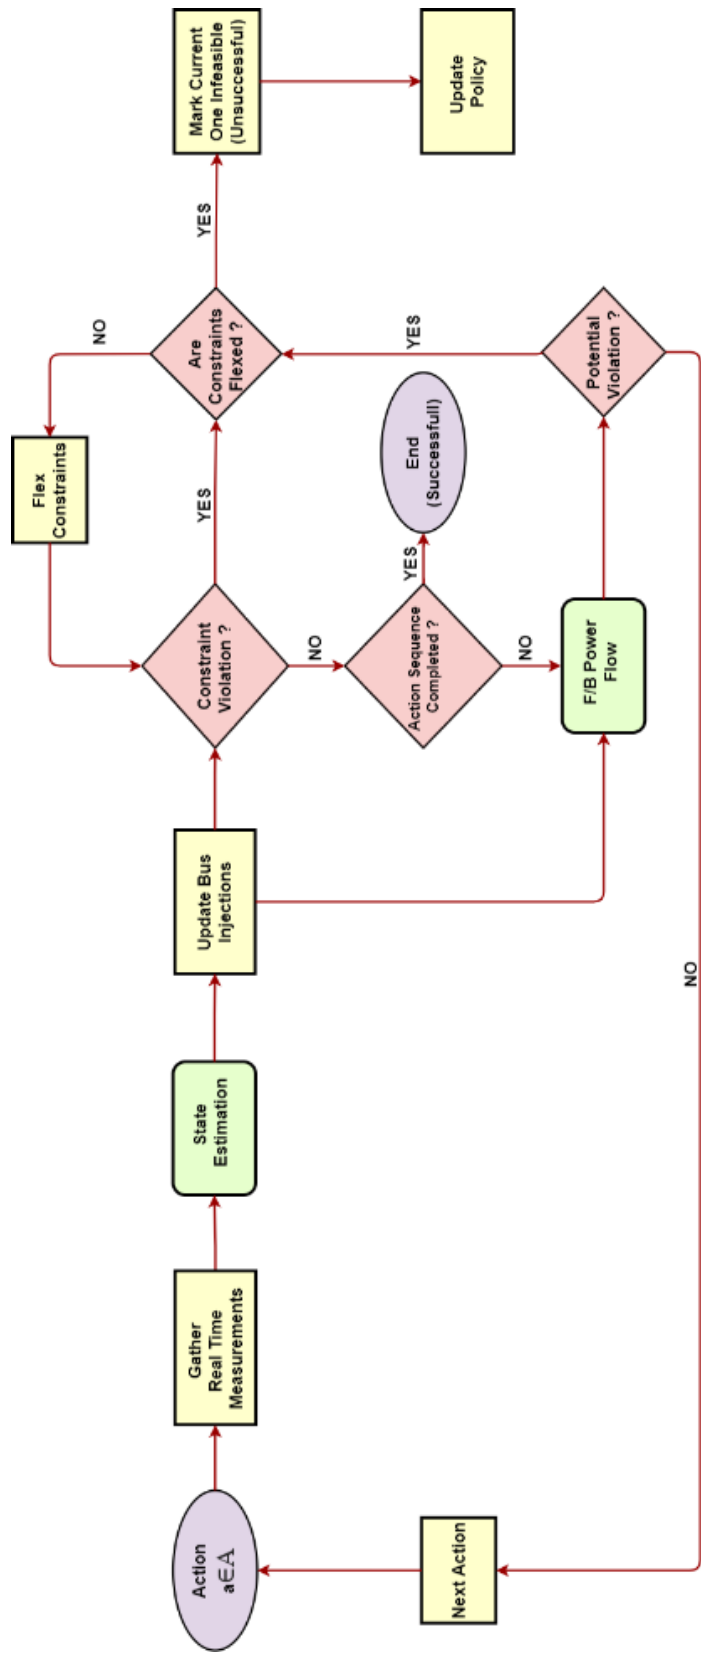 Action
a∈𝔸
Gather
Real Time
Measurements
State
Estimation
Update Bus
Injections
Constraint
Violation ?
YES
NO
Are
Constraints
Flexed ?
NO
YES
Flex
Constraints
Mark Current
One Infeasible
(Unsuccessful)
Update
Policy
Action Sequence
Completed ?
YES
NO
End
(Successfull)
F/B Power
Flow
Potential
Violation ?
YES
NO
Next Action